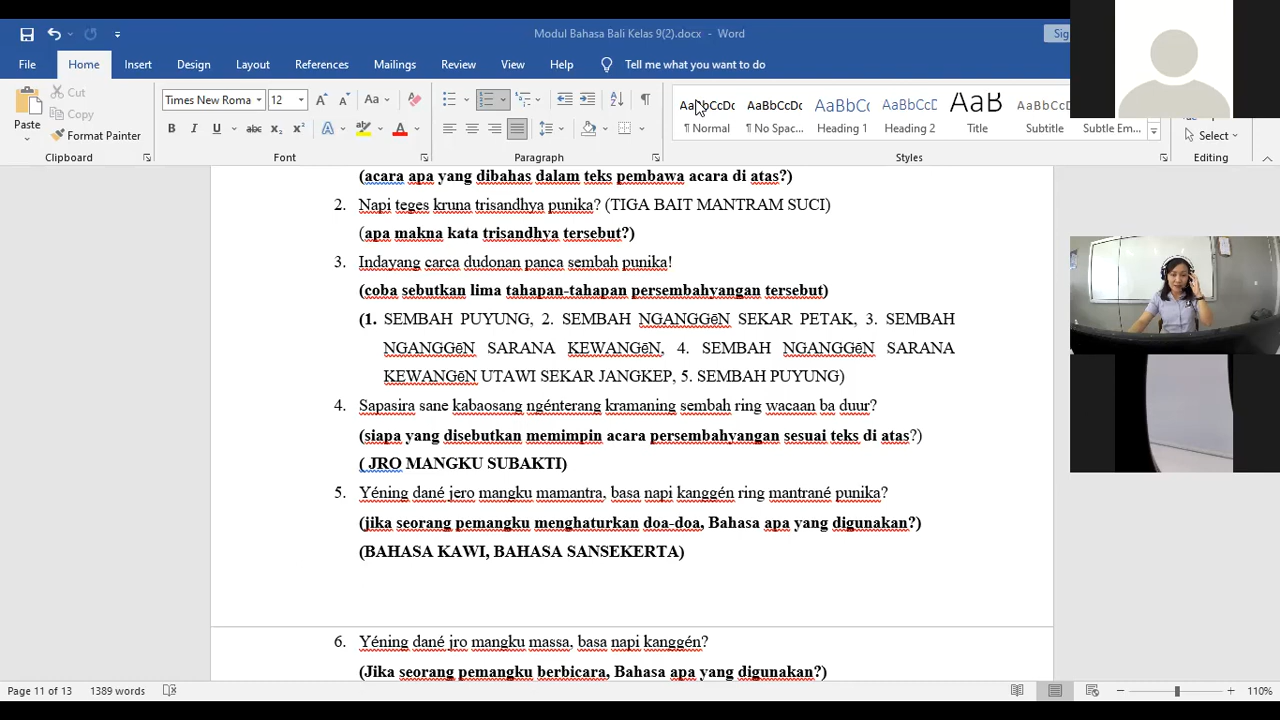 Modul Bahasa Bali Kelas 9(2).docx - Word
File Home Insert Design Layout References Mailings Review View Help Tell me what you want to do
Paste
Cut
Copy
Format Painter
Times New Roma 12
Normal No Spac... Heading 1 Heading 2 Title Subtitle Subtle Em...
Select
Clipboard Font Paragraph Styles Editing
(acara apa yang dibahas dalam teks pembawa acara di atas?)
2. Napi teges kruna trisandhya punika? (TIGA BAIT MANTRAM SUCI)
(apa makna kata trisandhya tersebut?)
3. Indayang carca dudonan panca sembah punika!
(coba sebutkan lima tahapan-tahapan persembahyangan tersebut)
(1. SEMBAH PUYUNG, 2. SEMBAH NGANGGēN SEKAR PETAK, 3. SEMBAH
NGANGGēN SARANA KEWANGēN, 4. SEMBAH NGANGGēN SARANA
KEWANGēN UTAWI SEKAR JANGKEP, 5. SEMBAH PUYUNG)
4. Sapasira sane kabaosang ngénterang kramaning sembah ring wacaan ba duur?
(siapa yang disebutkan memimpin acara persembahyangan sesuai teks di atas?)
( JRO MANGKU SUBAKTI)
5. Yéning dané jero mangku mamantra, basa napi kanggén ring mantrané punika?
(jika seorang pemangku menghaturkan doa-doa, Bahasa apa yang digunakan?)
(BAHASA KAWI, BAHASA SANSEKERTA)
6. Yéning dané jro mangku massa, basa napi kanggén?
(Jika seorang pemangku berbicara, Bahasa apa yang digunakan?)
Page 11 of 13 1389 words 110%